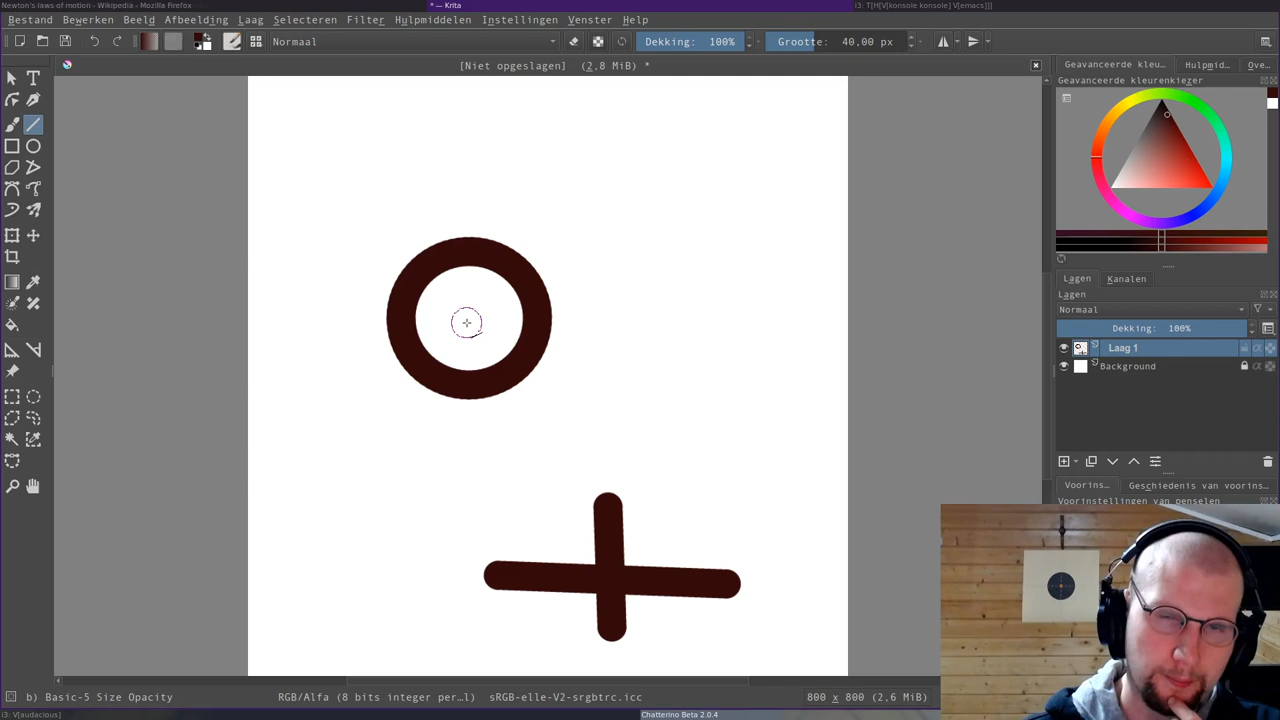 Newton's laws of motion - Wikipedia - Mozilla Firefox
* — Krita
i3: T[H[V[konsole konsole] V[emacs]]]
Bestand Bewerken Beeld Afbeelding Laag Selecteren Filter Hulpmiddelen Instellingen Venster Help
Normaal
Dekking: 100%
Grootte: 40,00 px
[Niet opgeslagen] (2.8 MiB) *
Geavanceerde kleu... Hulpmid... Ove...
Geavanceerde kleurenkiezer
Lagen Kanalen
Lagen
Normaal
Dekking: 100%
Laag 1
Background
Voorins... Geschiedenis van voorins...
Voorinstellingen van penselen
b) Basic-5 Size Opacity
RGB/Alfa (8 bits integer per...l) sRGB-elle-V2-srgbtrc.icc
800 x 800 (2,6 MiB)
i3: V[audacious]
Chatterino Beta 2.0.4